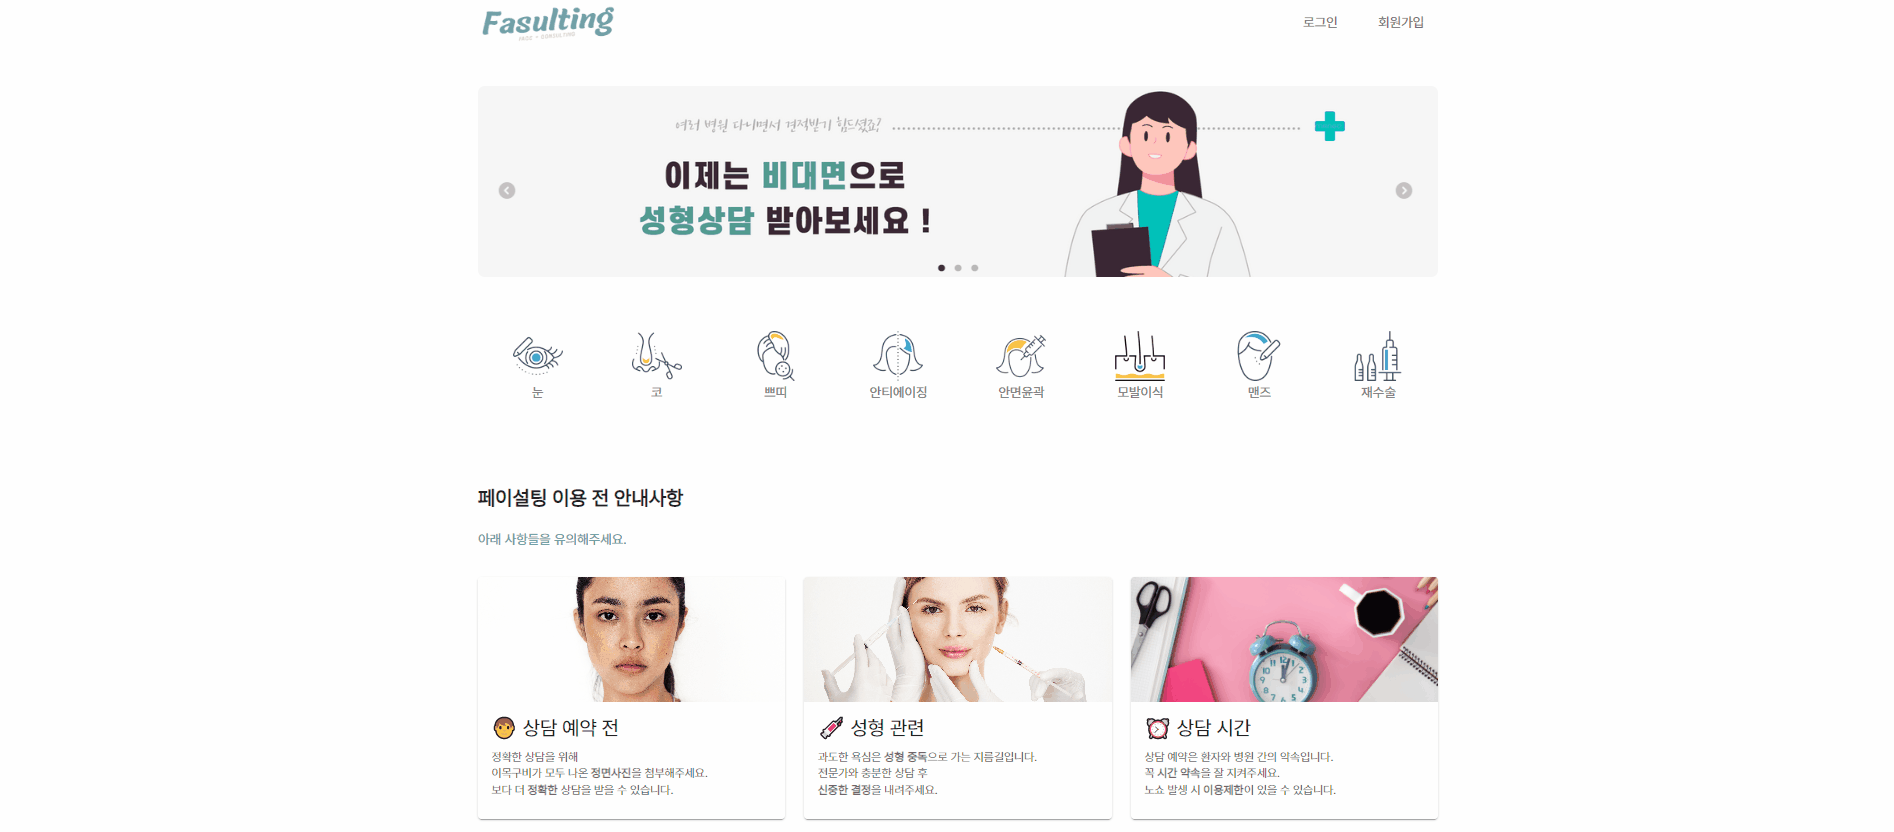 Fasulting
FACE + CONSULTING
로그인
회원가입
여러 병원 다니면서 견적받기 힘드셨죠?
이제는 비대면으로
성형상담 받아보세요 !
눈
코
쁘띠
안티에이징
안면윤곽
모발이식
맨즈
재수술
페이설팅 이용 전 안내사항
아래 사항들을 유의해주세요.
상담 예약 전
정확한 상담을 위해
이목구비가 모두 나온 정면사진을 첨부해주세요.
보다 더 정확한 상담을 받을 수 있습니다.
성형 관련
과도한 욕심은 성형 중독으로 가는 지름길입니다.
전문가와 충분한 상담 후
신중한 결정을 내려주세요.
상담 시간
상담 예약은 환자와 병원 간의 약속입니다.
꼭 시간 약속을 잘 지켜주세요.
노쇼 발생 시 이용제한이 있을 수 있습니다.